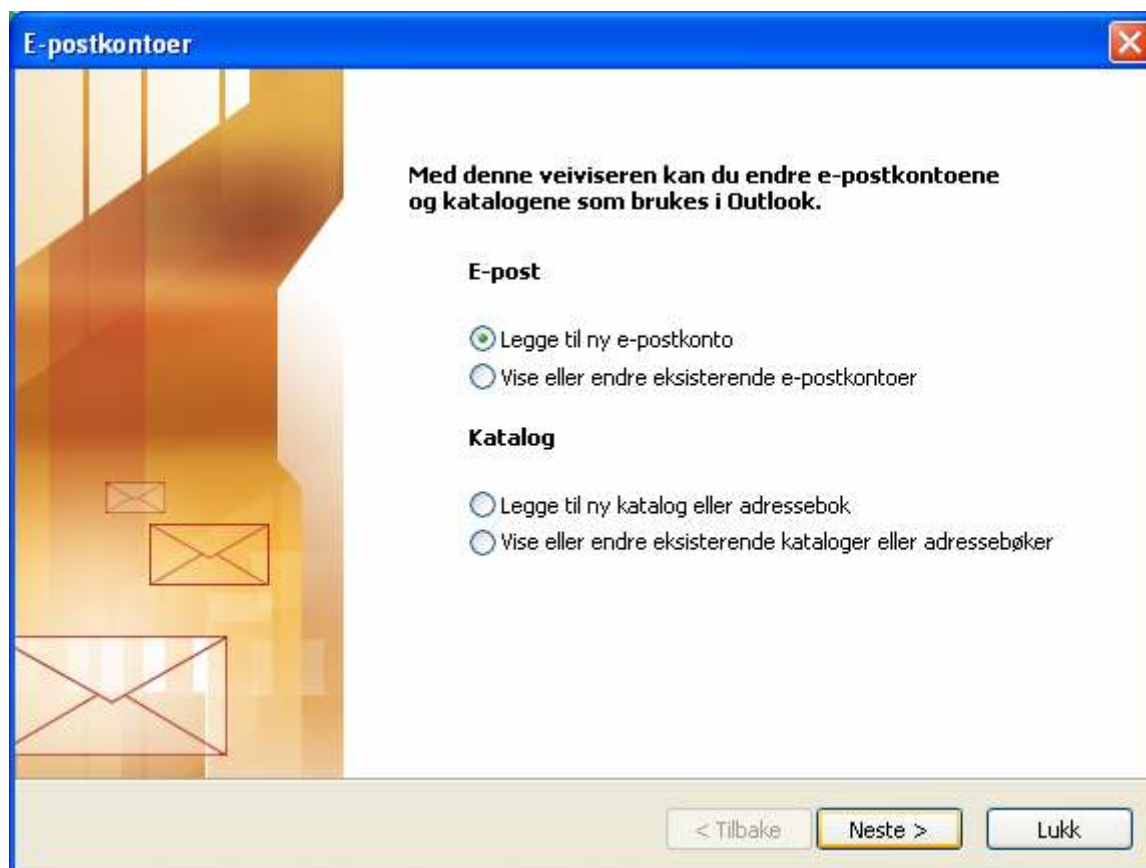 E-postkontoer
Med denne veiviseren kan du endre e-postkontoene
og katalogene som brukes i Outlook.
E-post
Legge til ny e-postkonto
Vise eller endre eksisterende e-postkontoer
Katalog
Legge til ny katalog eller adressebok
Vise eller endre eksisterende kataloger eller adressebøker
< Tilbake Neste > Lukk